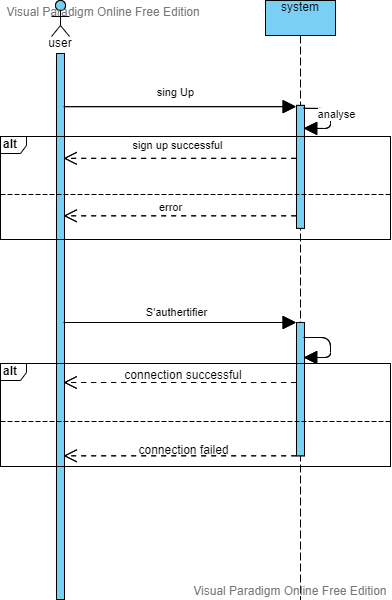 Visual Paradigm Online Free Edition
system
user
sing Up
analyse
alt
sign up successful
error
S'authertifier
alt
connection successful
connection failed
Visual Paradigm Online Free Edition